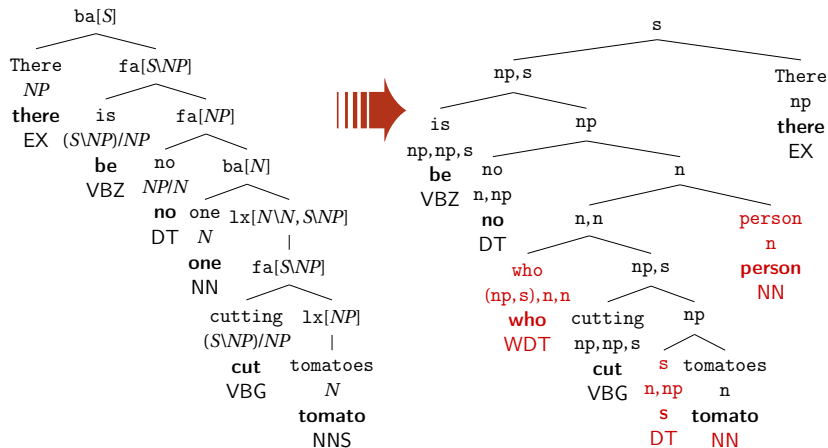 ba[S]
There
NP
there
EX
fa[S\NP]
is
(S\NP)/NP
be
VBZ
fa[NP]
no
NP/N
no
DT
ba[N]
one
N
one
NN
lx[N\N, S\NP]
fa[S\NP]
cutting
(S\NP)/NP
cut
VBG
lx[NP]
tomatoes
N
tomato
NNS
s
np,s
is
np,np,s
be
VBZ
np
no
n,np
no
DT
n
n,n
who
(np,s),n,n
who
WDT
np,s
cutting
np,np,s
cut
VBG
np
s
n,np
s
DT
tomatoes
n
tomato
NN
person
n
person
NN
There
np
there
EX